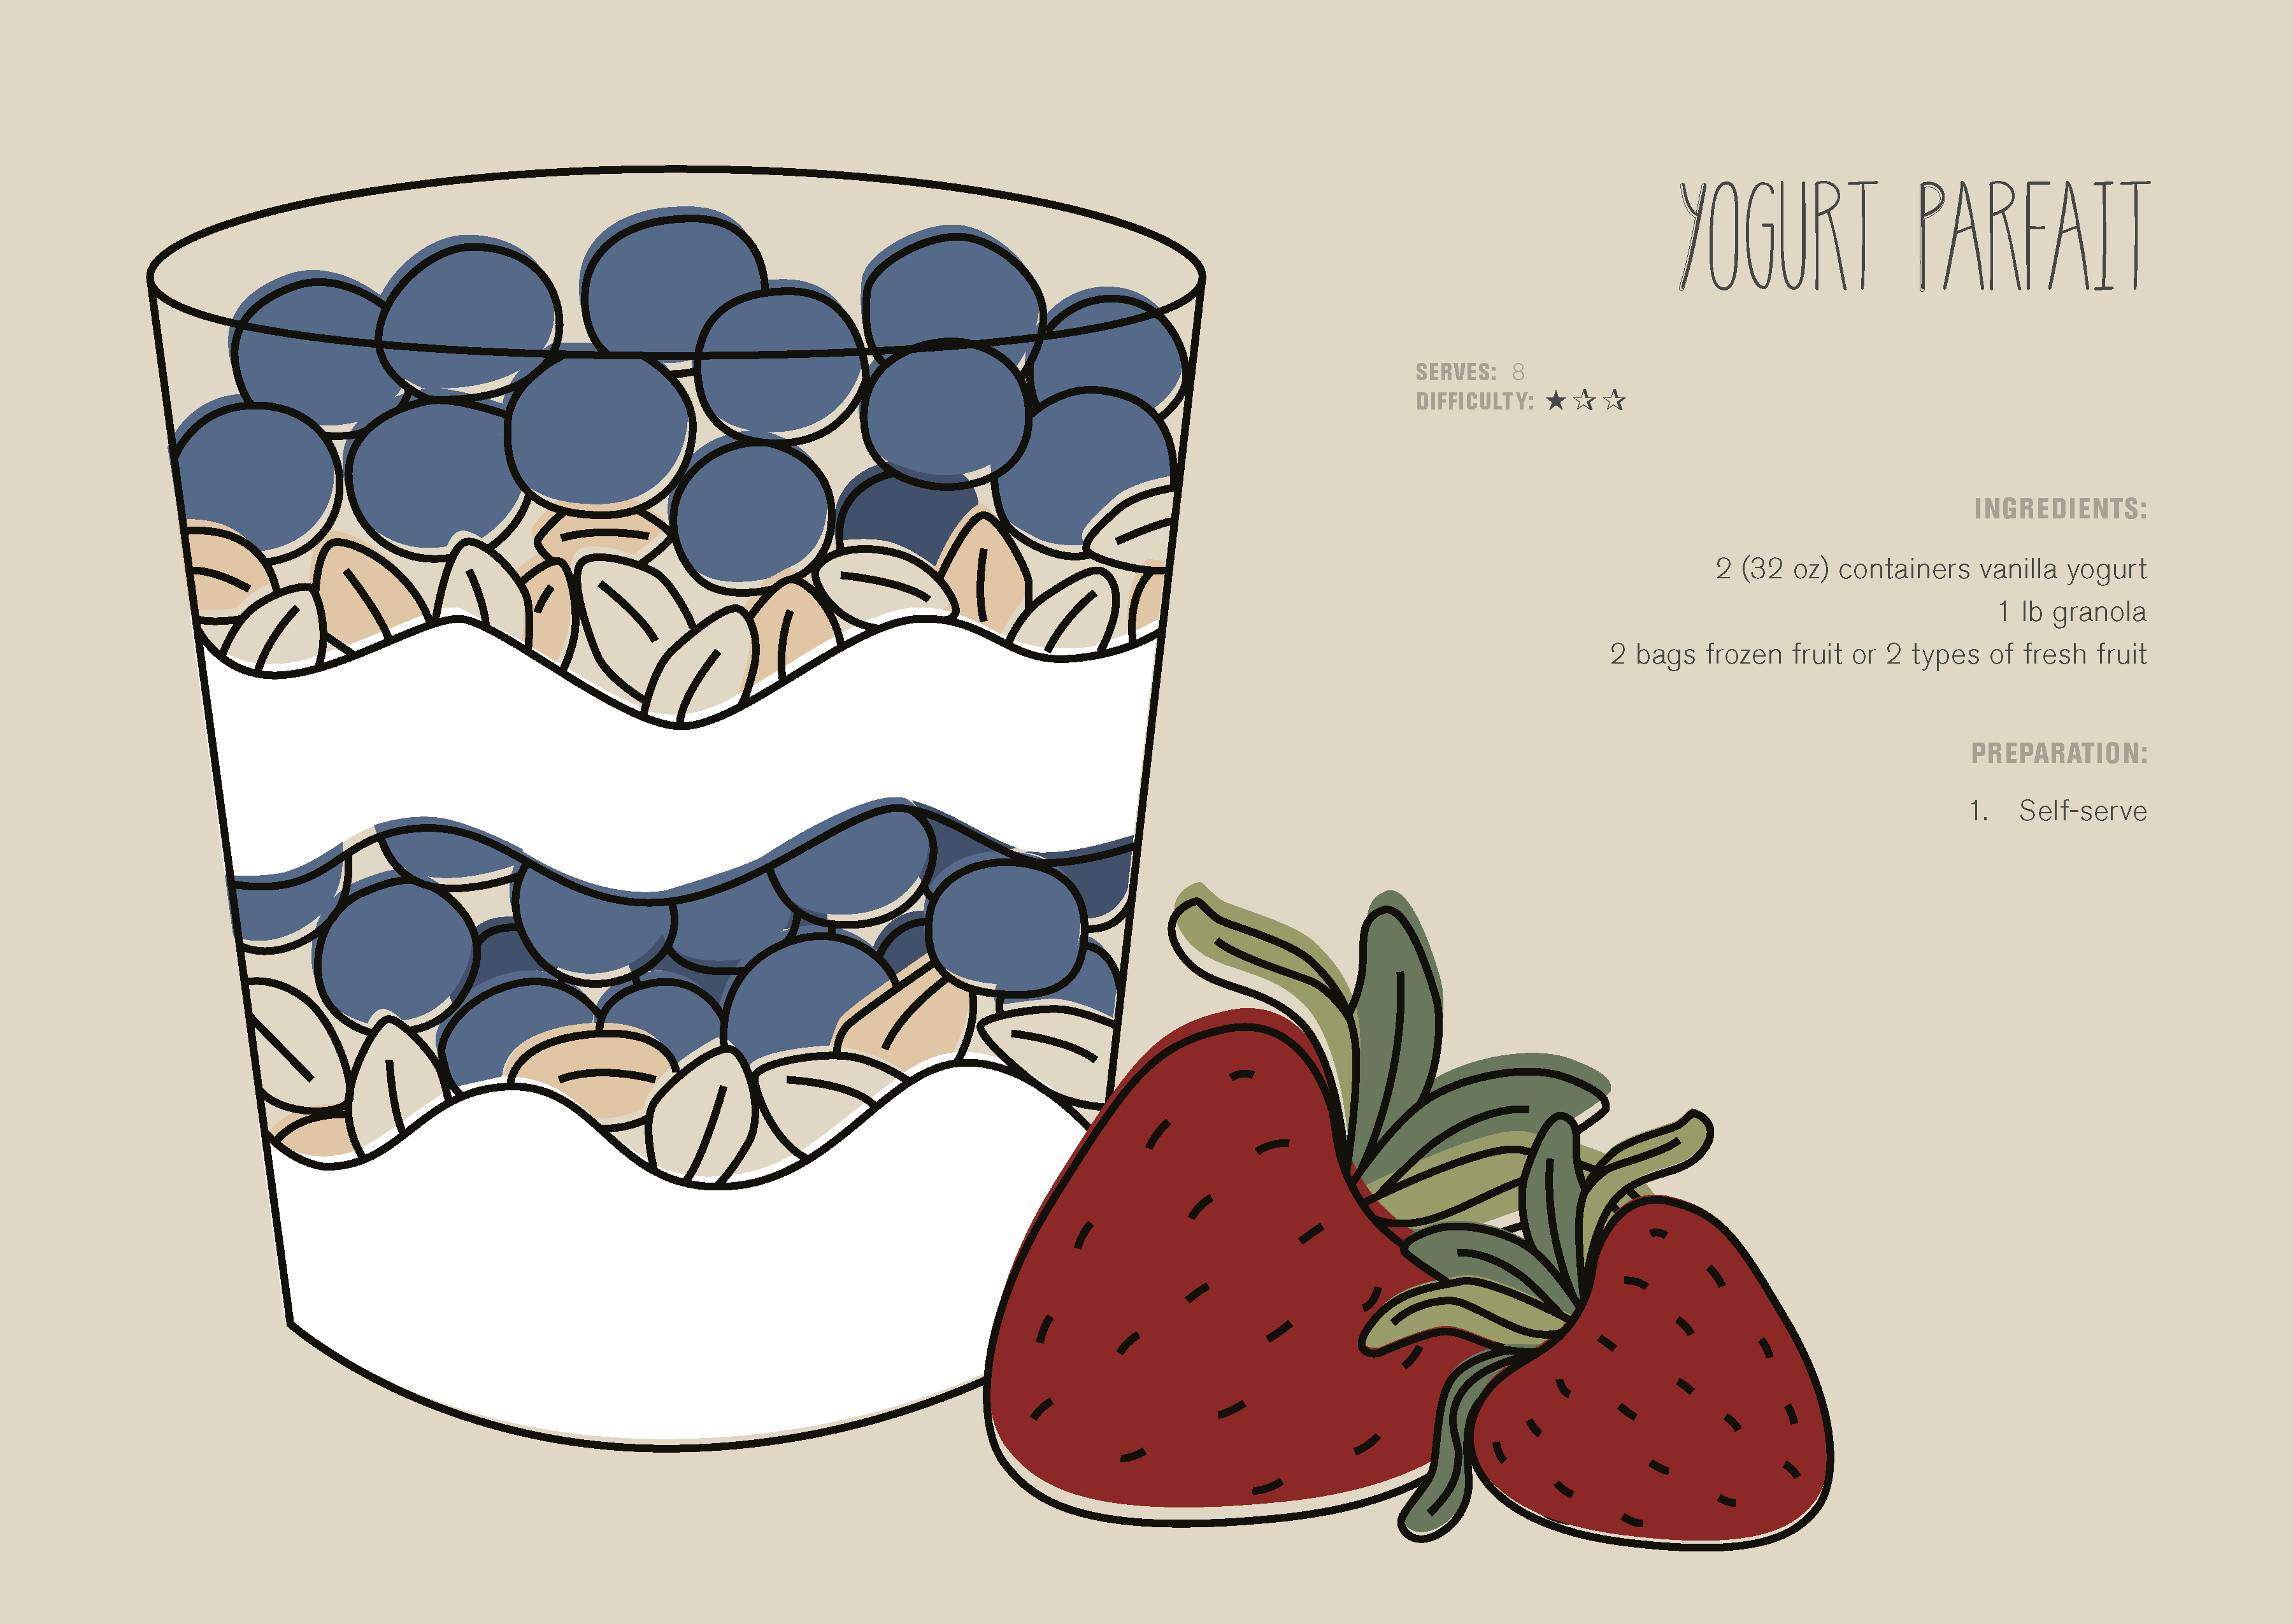 YOGURT PARFAIT
SERVES: 8
DIFFICULTY: ★☆☆
INGREDIENTS:
2 (32 oz) containers vanilla yogurt
1 lb granola
2 bags frozen fruit or 2 types of fresh fruit
PREPARATION:
1. Self-serve